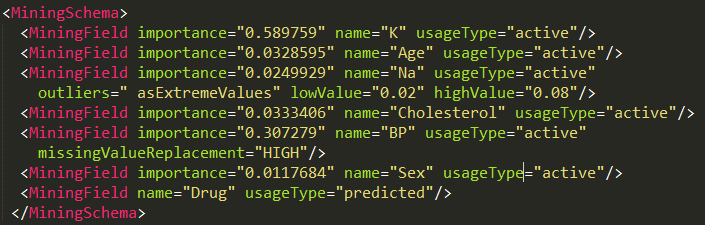 <MiningSchema>
<MiningField importance="0.589759" name="K" usageType="active"/>
<MiningField importance="0.0328595" name="Age" usageType="active"/>
<MiningField importance="0.0249929" name="Na" usageType="active"
outliers=" asExtremeValues" lowValue="0.02" highValue="0.08"/>
<MiningField importance="0.0333406" name="Cholesterol" usageType="active"/>
<MiningField importance="0.307279" name="BP" usageType="active"
missingValueReplacement="HIGH"/>
<MiningField importance="0.0117684" name="Sex" usageType="active"/>
<MiningField name="Drug" usageType="predicted"/>
</MiningSchema>